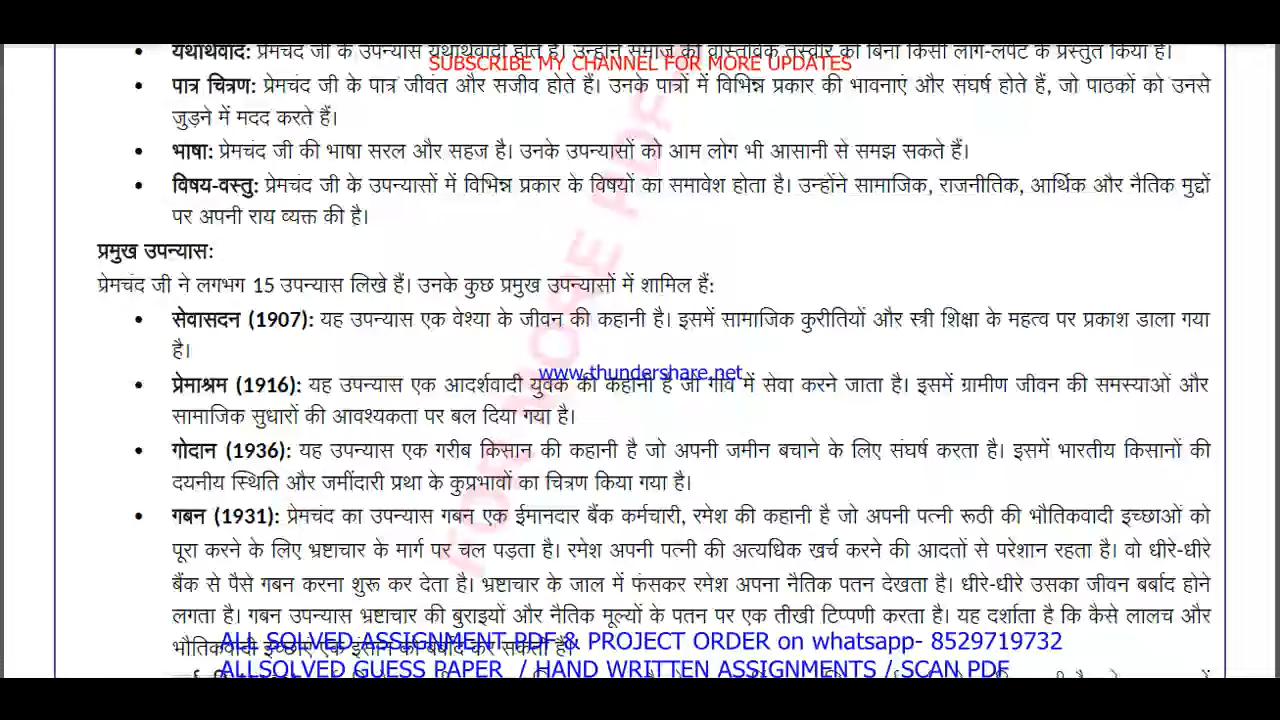 यथार्थवाद: प्रेमचंद जी के उपन्यास यथार्थवादी होते हैं। उन्होंने समाज की वास्तविक तस्वीर को बिना किसी लाग-लपेट के प्रस्तुत किया है।
SUBSCRIBE MY CHANNEL FOR MORE UPDATES
पात्र चित्रण: प्रेमचंद जी के पात्र जीवंत और सजीव होते हैं। उनके पात्रों में विभिन्न प्रकार की भावनाएं और संघर्ष होते हैं, जो पाठकों को उनसे
जुड़ने में मदद करते हैं।
भाषा: प्रेमचंद जी की भाषा सरल और सहज है। उनके उपन्यासों को आम लोग भी आसानी से समझ सकते हैं।
विषय-वस्तु: प्रेमचंद जी के उपन्यासों में विभिन्न प्रकार के विषयों का समावेश होता है। उन्होंने सामाजिक, राजनीतिक, आर्थिक और नैतिक मुद्दों
पर अपनी राय व्यक्त की है।
प्रमुख उपन्यास:
प्रेमचंद जी ने लगभग 15 उपन्यास लिखे हैं। उनके कुछ प्रमुख उपन्यासों में शामिल हैं:
सेवासदन (1907): यह उपन्यास एक वेश्या के जीवन की कहानी है। इसमें सामाजिक कुरीतियों और स्त्री शिक्षा के महत्व पर प्रकाश डाला गया
है।
www.thundershare.net
प्रेमाश्रम (1916): यह उपन्यास एक आदर्शवादी युवक की कहानी है जो गाँव में सेवा करने जाता है। इसमें ग्रामीण जीवन की समस्याओं और
सामाजिक सुधारों की आवश्यकता पर बल दिया गया है।
गोदान (1936): यह उपन्यास एक गरीब किसान की कहानी है जो अपनी जमीन बचाने के लिए संघर्ष करता है। इसमें भारतीय किसानों की
दयनीय स्थिति और जमींदारी प्रथा के कुप्रभावों का चित्रण किया गया है।
गबन (1931): प्रेमचंद का उपन्यास गबन एक ईमानदार बैंक कर्मचारी, रमेश की कहानी है जो अपनी पत्नी रूठी की भौतिकवादी इच्छाओं को
पूरा करने के लिए भ्रष्टाचार के मार्ग पर चल पड़ता है। रमेश अपनी पत्नी की अत्यधिक खर्च करने की आदतों से परेशान रहता है। वो धीरे-धीरे
बैंक से पैसे गबन करना शुरू कर देता है। भ्रष्टाचार के जाल में फंसकर रमेश अपना नैतिक पतन देखता है। धीरे-धीरे उसका जीवन बर्बाद होने
लगता है। गबन उपन्यास भ्रष्टाचार की बुराइयों और नैतिक मूल्यों के पतन पर एक तीखी टिप्पणी करता है। यह दर्शाता है कि कैसे लालच और
भौतिकवादी इच्छाएं एक इंसान को बर्बाद कर सकती हैं।
ALL SOLVED ASSIGNMENT PDF & PROJECT ORDER on whatsapp- 8529719732
ALLSOLVED GUESS PAPER / HAND WRITTEN ASSIGNMENTS / SCAN PDF
FOR MORE PDF